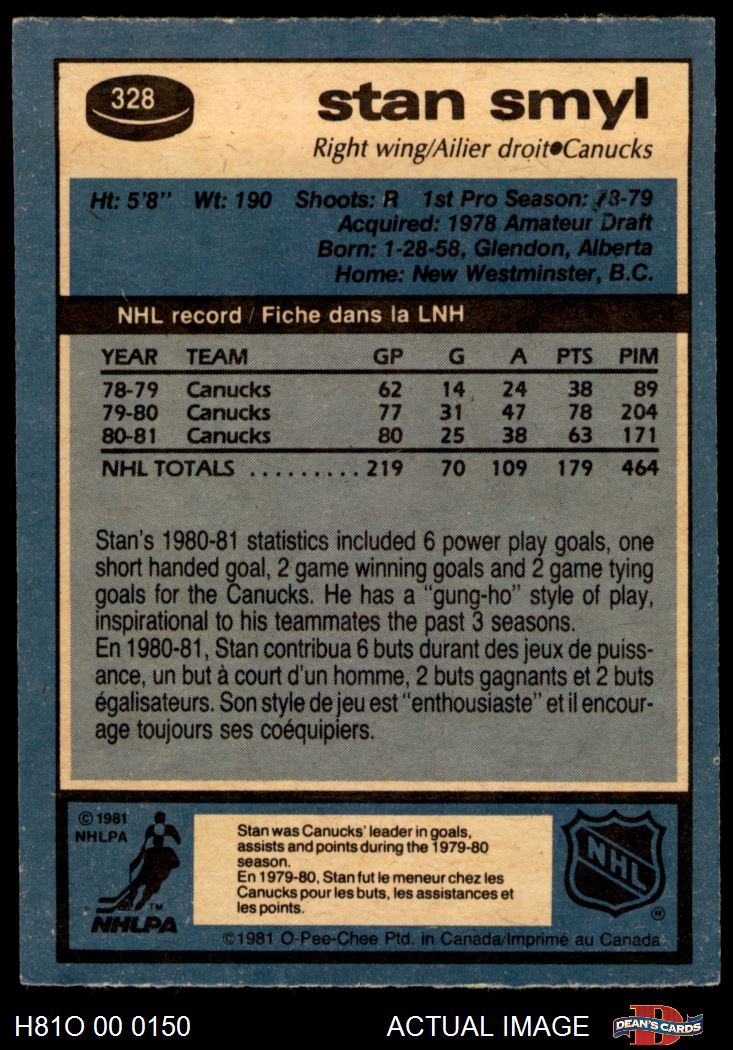 328
stan smyl
Right wing/Ailier droit•Canucks
Ht: 5'8" Wt: 190 Shoots: R 1st Pro Season: 78-79
Acquired: 1978 Amateur Draft
Born: 1-28-58, Glendon, Alberta
Home: New Westminster, B.C.
NHL record / Fiche dans la LNH
YEAR TEAM GP G A PTS PIM
78-79 Canucks 62 14 24 38 89
79-80 Canucks 77 31 47 78 204
80-81 Canucks 80 25 38 63 171
NHL TOTALS .......... 219 70 109 179 464
Stan's 1980-81 statistics included 6 power play goals, one
short handed goal, 2 game winning goals and 2 game tying
goals for the Canucks. He has a "gung-ho" style of play,
inspirational to his teammates the past 3 seasons.
En 1980-81, Stan contribua 6 buts durant des jeux de puiss-
ance, un but à court d'un homme, 2 buts gagnants et 2 buts
égalisateurs. Son style de jeu est "enthousiaste" et il encour-
age toujours ses coéquipiers.
© 1981
NHLPA
TM
NHLPA
Stan was Canucks' leader in goals,
assists and points during the 1979-80
season.
En 1979-80, Stan fut le meneur chez les
Canucks pour les buts, les assistances et
les points.
NHL
®
©1981 O-Pee-Chee Ptd. in Canada/Imprimé au Canada
H81O 00 0150 ACTUAL IMAGE DEAN'S CARDS